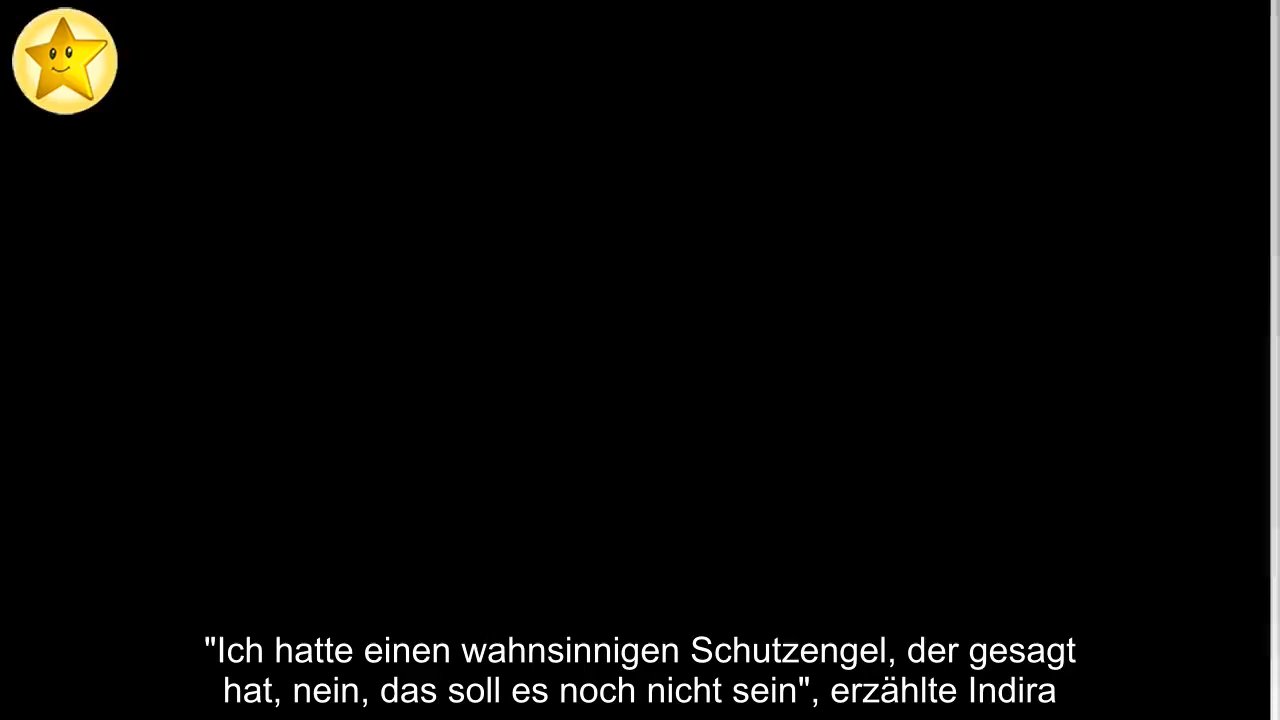 "Ich hatte einen wahnsinnigen Schutzengel, der gesagt
hat, nein, das soll es noch nicht sein", erzählte Indira